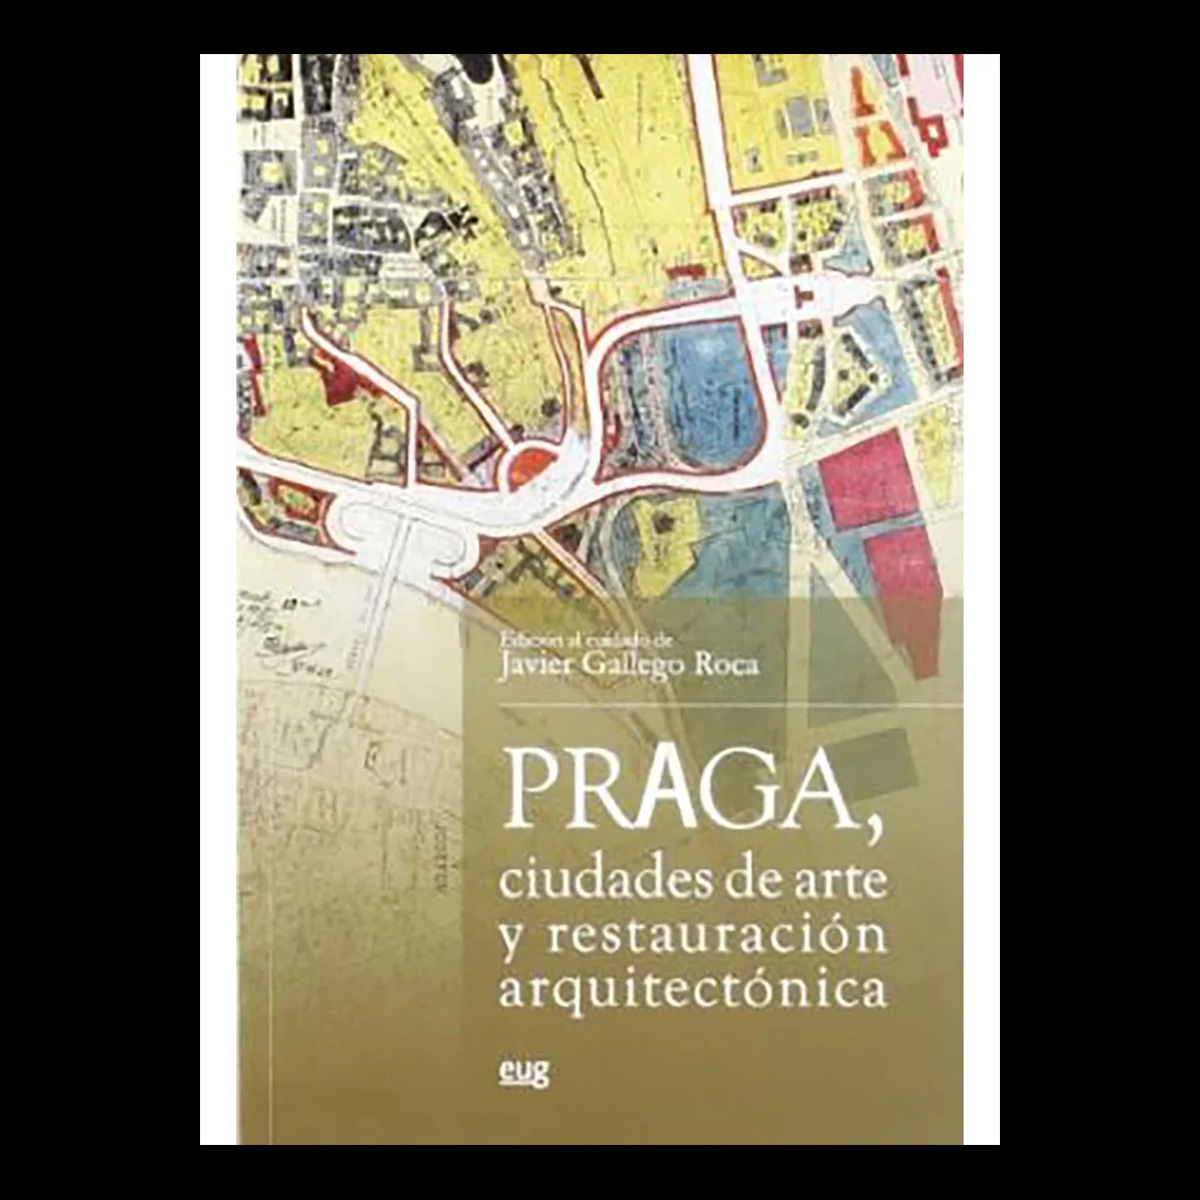 Edición al cuidado de
Javier Gallego Roca
PRAGA,
ciudades de arte
y restauración
arquitectónica
eug